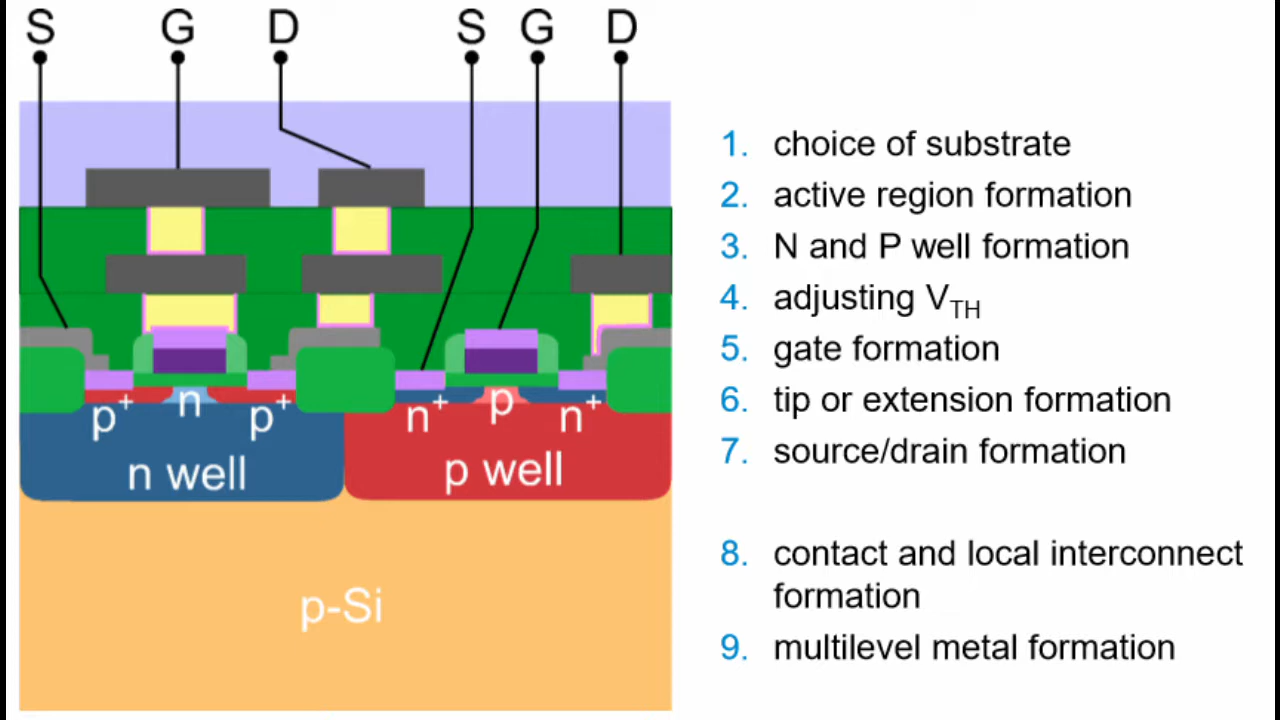 S G D S G D
1. choice of substrate
2. active region formation
3. N and P well formation
4. adjusting VTH
5. gate formation
6. tip or extension formation
7. source/drain formation
8. contact and local interconnect
formation
9. multilevel metal formation
p+ n p+ n+ p n+
n well p well
p-Si